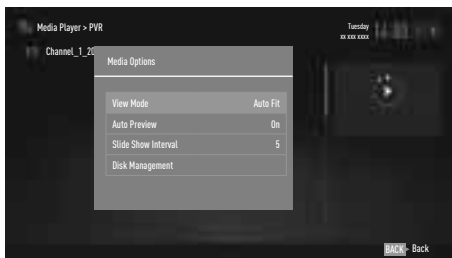 Media Player > PVR
Tuesday
xx xxx xxxx
Channel_1_20
Media Options
View Mode Auto Fit
Auto Preview On
Slide Show Interval 5
Disk Management
BACK - Back